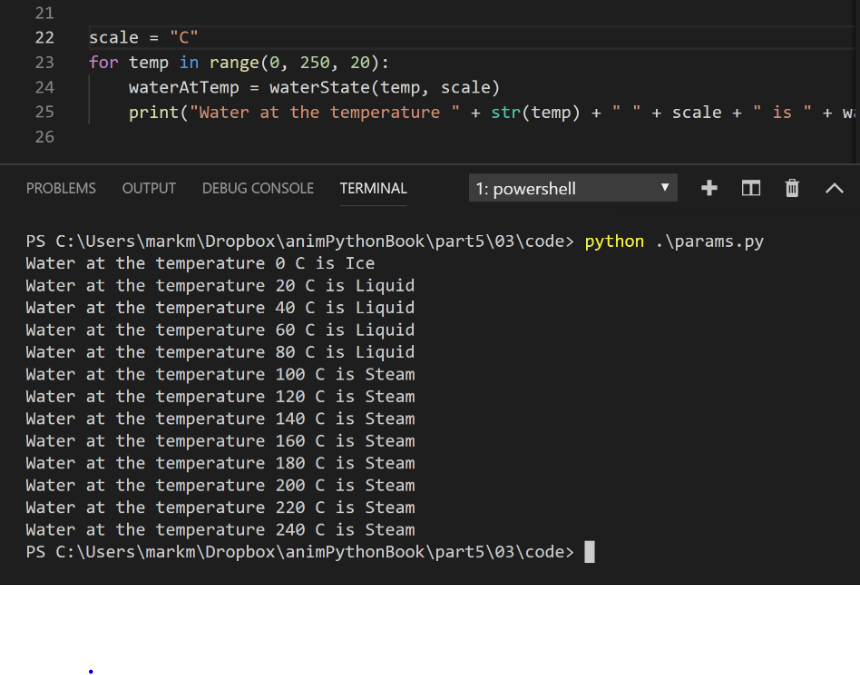 21
22 scale = "C"
23 for temp in range(0, 250, 20):
24     waterAtTemp = waterState(temp, scale)
25     print("Water at the temperature " + str(temp) + " " + scale + " is " +
26
PROBLEMS OUTPUT DEBUG CONSOLE TERMINAL 1: powershell
PS C:\Users\markm\Dropbox\animPythonBook\part5\03\code> python .\params.py
Water at the temperature 0 C is Ice
Water at the temperature 20 C is Liquid
Water at the temperature 40 C is Liquid
Water at the temperature 60 C is Liquid
Water at the temperature 80 C is Liquid
Water at the temperature 100 C is Steam
Water at the temperature 120 C is Steam
Water at the temperature 140 C is Steam
Water at the temperature 160 C is Steam
Water at the temperature 180 C is Steam
Water at the temperature 200 C is Steam
Water at the temperature 220 C is Steam
Water at the temperature 240 C is Steam
PS C:\Users\markm\Dropbox\animPythonBook\part5\03\code>